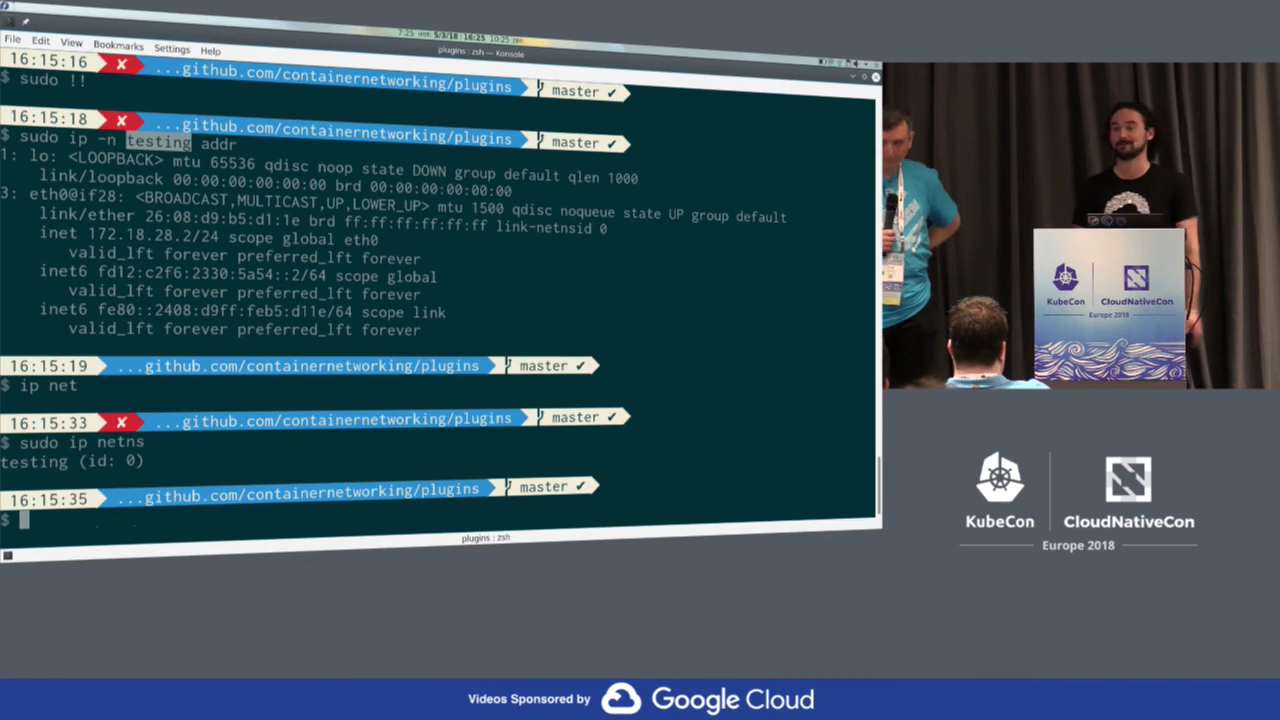 7:25 5/3/18 | 16:25 10:25
plugins : zsh — Konsole
File Edit View Bookmarks Settings Help
16:15:16 ✘ ...github.com/containernetworking/plugins master ✔
$ sudo !!
16:15:18 ✘ ...github.com/containernetworking/plugins master ✔
$ sudo ip -n testing addr
1: lo: <LOOPBACK> mtu 65536 qdisc noop state DOWN group default qlen 1000
link/loopback 00:00:00:00:00:00 brd 00:00:00:00:00:00
3: eth0@if28: <BROADCAST,MULTICAST,UP,LOWER_UP> mtu 1500 qdisc noqueue state UP group default
link/ether 26:08:d9:b5:d1:1e brd ff:ff:ff:ff:ff:ff link-netnsid 0
inet 172.18.28.2/24 scope global eth0
valid_lft forever preferred_lft forever
inet6 fd12:c2f6:2330:5a54::2/64 scope global
valid_lft forever preferred_lft forever
inet6 fe80::2408:d9ff:feb5:d11e/64 scope link
valid_lft forever preferred_lft forever
16:15:19 ...github.com/containernetworking/plugins master ✔
$ ip net
16:15:33 ✘ ...github.com/containernetworking/plugins master ✔
$ sudo ip netns
testing (id: 0)
16:15:35 ...github.com/containernetworking/plugins master ✔
$
plugins : zsh
KubeCon CloudNativeCon
Europe 2018
KubeCon CloudNativeCon
Europe 2018
Videos Sponsored by Google Cloud